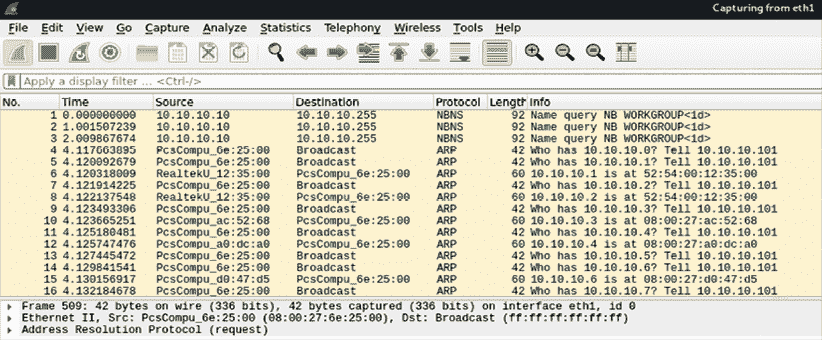 Capturing from eth1
File Edit View Go Capture Analyze Statistics Telephony Wireless Tools Help
Apply a display filter … <Ctrl-/>
No. Time Source Destination Protocol Length Info
1 0.000000000 10.10.10.10 10.10.10.255 NBNS 92 Name query NB WORKGROUP<1d>
2 1.001507239 10.10.10.10 10.10.10.255 NBNS 92 Name query NB WORKGROUP<1d>
3 2.009867674 10.10.10.10 10.10.10.255 NBNS 92 Name query NB WORKGROUP<1d>
4 4.117663895 PcsCompu_6e:25:00 Broadcast ARP 42 Who has 10.10.10.0? Tell 10.10.10.101
5 4.120092679 PcsCompu_6e:25:00 Broadcast ARP 42 Who has 10.10.10.1? Tell 10.10.10.101
6 4.120318009 RealtekU_12:35:00 PcsCompu_6e:25:00 ARP 60 10.10.10.1 is at 52:54:00:12:35:00
7 4.121914225 PcsCompu_6e:25:00 Broadcast ARP 42 Who has 10.10.10.2? Tell 10.10.10.101
8 4.122137548 RealtekU_12:35:00 PcsCompu_6e:25:00 ARP 60 10.10.10.2 is at 52:54:00:12:35:00
9 4.123493306 PcsCompu_6e:25:00 Broadcast ARP 42 Who has 10.10.10.3? Tell 10.10.10.101
10 4.123665251 PcsCompu_ac:52:68 PcsCompu_6e:25:00 ARP 60 10.10.10.3 is at 08:00:27:ac:52:68
11 4.125180481 PcsCompu_6e:25:00 Broadcast ARP 42 Who has 10.10.10.4? Tell 10.10.10.101
12 4.125747476 PcsCompu_a0:dc:a0 PcsCompu_6e:25:00 ARP 60 10.10.10.4 is at 08:00:27:a0:dc:a0
13 4.127445472 PcsCompu_6e:25:00 Broadcast ARP 42 Who has 10.10.10.5? Tell 10.10.10.101
14 4.129841541 PcsCompu_6e:25:00 Broadcast ARP 42 Who has 10.10.10.6? Tell 10.10.10.101
15 4.130156917 PcsCompu_d0:47:d5 PcsCompu_6e:25:00 ARP 60 10.10.10.6 is at 08:00:27:d0:47:d5
16 4.132184678 PcsCompu_6e:25:00 Broadcast ARP 42 Who has 10.10.10.7? Tell 10.10.10.101
Frame 509: 42 bytes on wire (336 bits), 42 bytes captured (336 bits) on interface eth1, id 0
Ethernet II, Src: PcsCompu_6e:25:00 (08:00:27:6e:25:00), Dst: Broadcast (ff:ff:ff:ff:ff:ff)
Address Resolution Protocol (request)